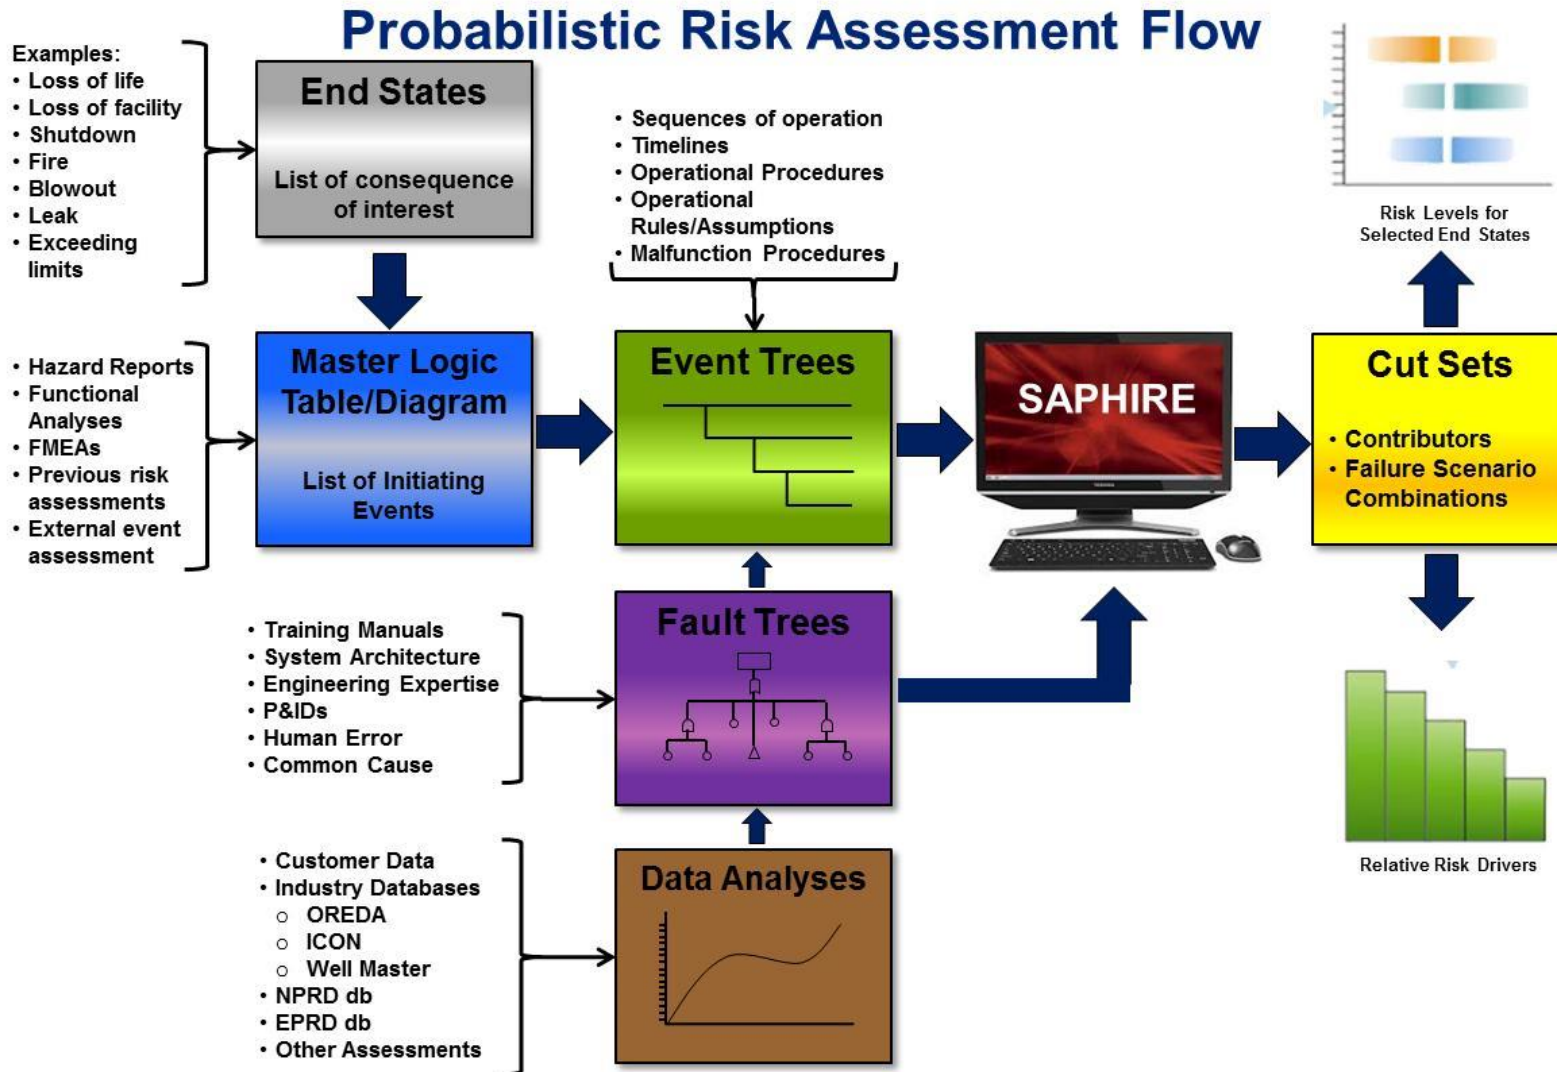 Probabilistic Risk Assessment Flow
Examples:
• Loss of life
• Loss of facility
• Shutdown
• Fire
• Blowout
• Leak
• Exceeding
limits
End States
List of consequence
of interest
• Sequences of operation
• Timelines
• Operational Procedures
• Operational
Rules/Assumptions
• Malfunction Procedures
Risk Levels for
Selected End States
• Hazard Reports
• Functional
Analyses
• FMEAs
• Previous risk
assessments
• External event
assessment
Master Logic
Table/Diagram
List of Initiating
Events
Event Trees
SAPHIRE
TOSHIBA
Cut Sets
• Contributors
• Failure Scenario
Combinations
• Training Manuals
• System Architecture
• Engineering Expertise
• P&IDs
• Human Error
• Common Cause
Fault Trees
Relative Risk Drivers
• Customer Data
• Industry Databases
o OREDA
o ICON
o Well Master
• NPRD db
• EPRD db
• Other Assessments
Data Analyses